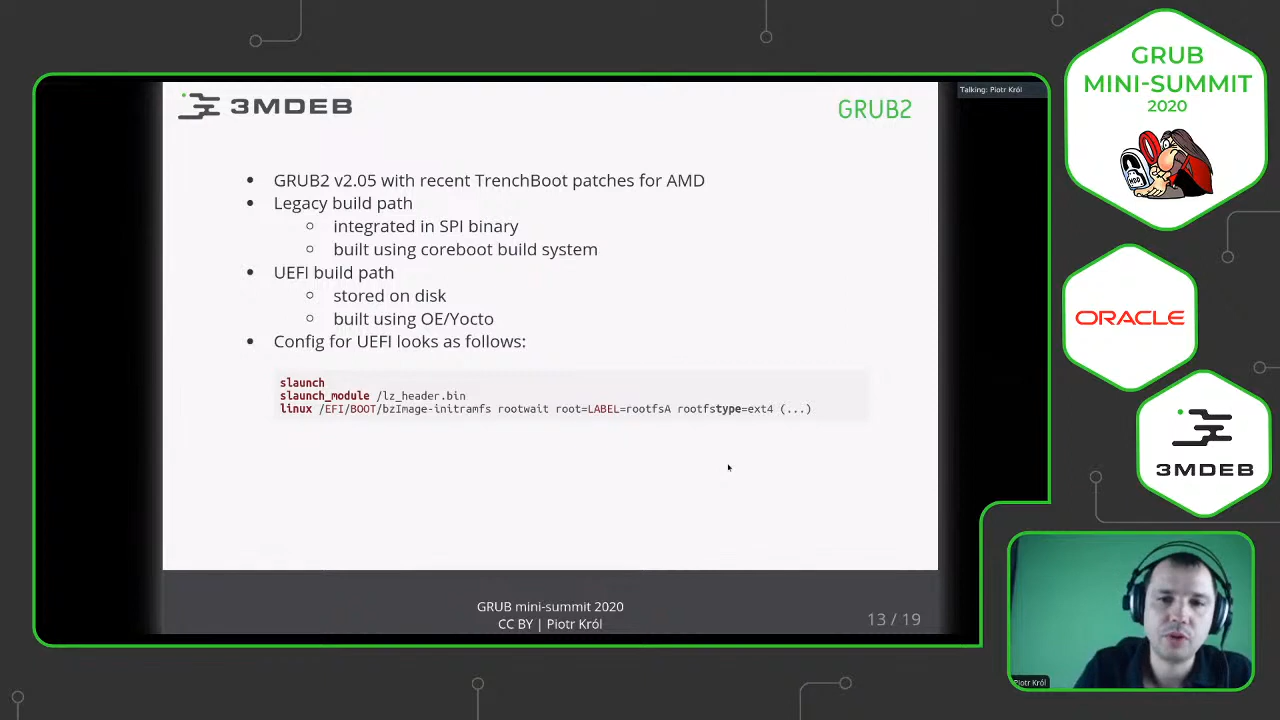 3MDEB
GRUB2
Talking: Piotr Król
GRUB2 v2.05 with recent TrenchBoot patches for AMD
Legacy build path
integrated in SPI binary
built using coreboot build system
UEFI build path
stored on disk
built using OE/Yocto
Config for UEFI looks as follows:
slaunch
slaunch_module /lz_header.bin
linux /EFI/BOOT/bzImage-initramfs rootwait root=LABEL=rootfsA rootfstype=ext4 (...)
GRUB mini-summit 2020
CC BY | Piotr Król
13 / 19
GRUB
MINI-SUMMIT
2020
ORACLE
3MDEB
Piotr Król